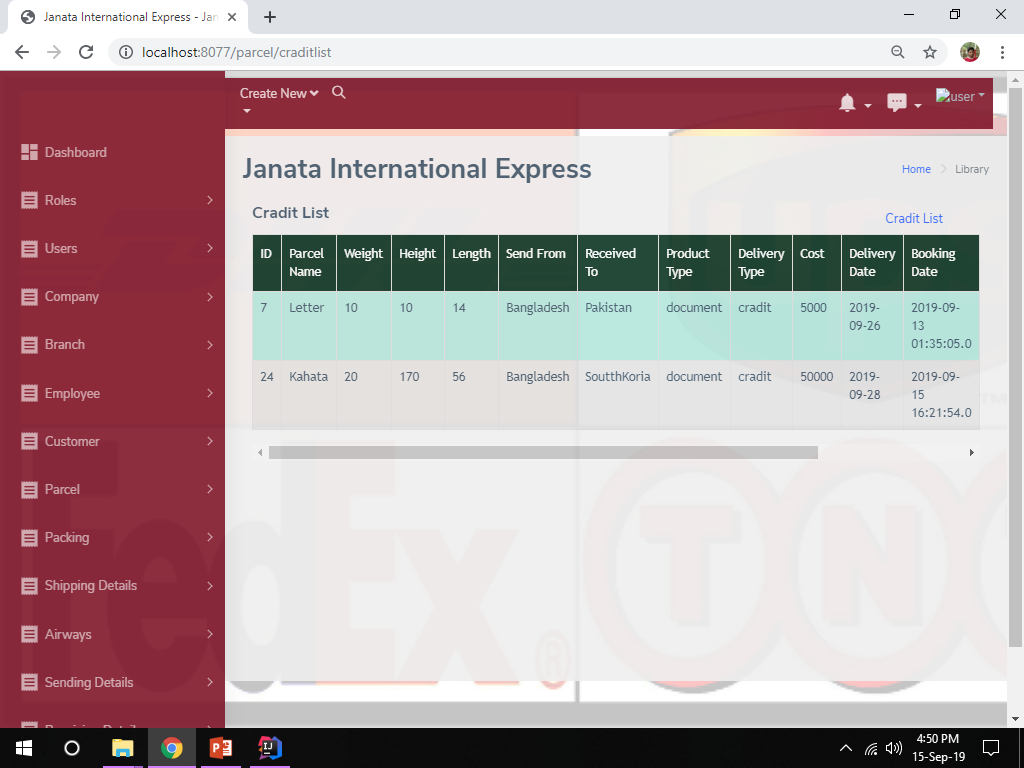 Janata International Express - Jan
localhost:8077/parcel/craditlist
Create New
user
Dashboard
Roles
Users
Company
Branch
Employee
Customer
Parcel
Packing
Shipping Details
Airways
Sending Details
Janata International Express
Home
Library
Cradit List
Cradit List
ID Parcel Name Weight Height Length Send From Received To Product Type Delivery Type Cost Delivery Date Booking Date
7 Letter 10 10 14 Bangladesh Pakistan document cradit 5000 2019-09-26 2019-09-13 01:35:05.0
24 Kahata 20 170 56 Bangladesh SoutthKoria document cradit 50000 2019-09-28 2019-09-15 16:21:54.0
FedEx ®
TNT
TM
4:50 PM
15-Sep-19